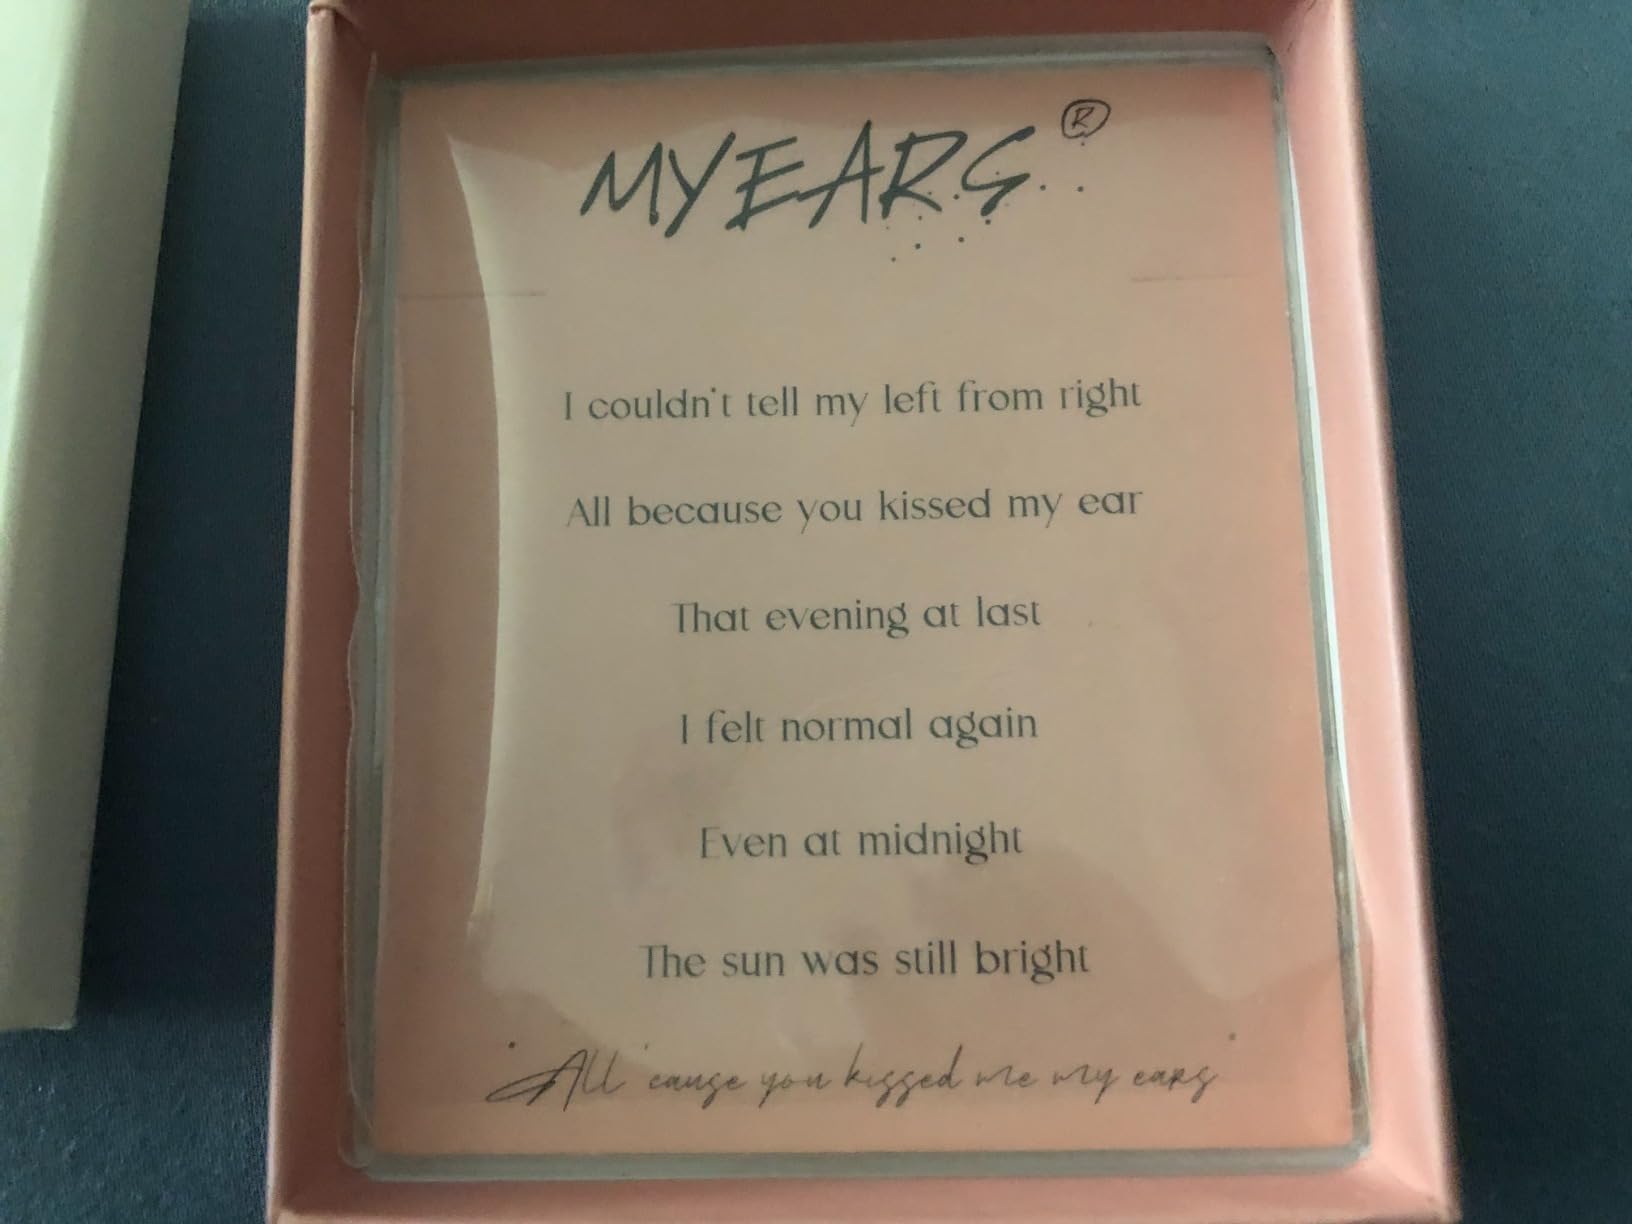 MYEARS ®
I couldn't tell my left from right
All because you kissed my ear
That evening at last
I felt normal again
Even at midnight
The sun was still bright
"All 'cause you kissed me my ears"